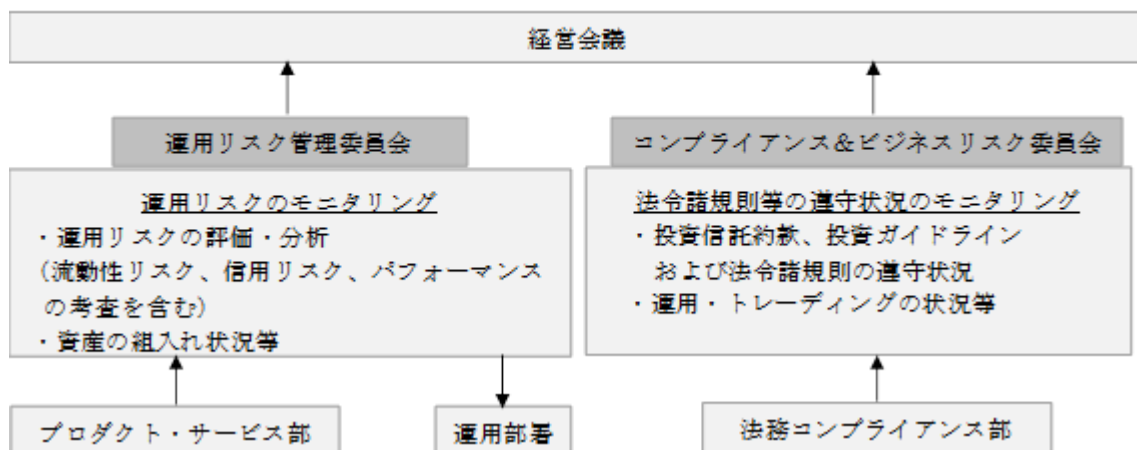 経営会議
運用リスク管理委員会
運用リスクのモニタリング
・運用リスクの評価・分析
(流動性リスク、信用リスク、パフォーマンス
の考査を含む)
・資産の組入れ状況等
プロダクト・サービス部
運用部署
コンプライアンス&ビジネスリスク委員会
法令諸規則等の遵守状況のモニタリング
・投資信託約款、投資ガイドライン
および法令諸規則の遵守状況
・運用・トレーディングの状況等
法務コンプライアンス部